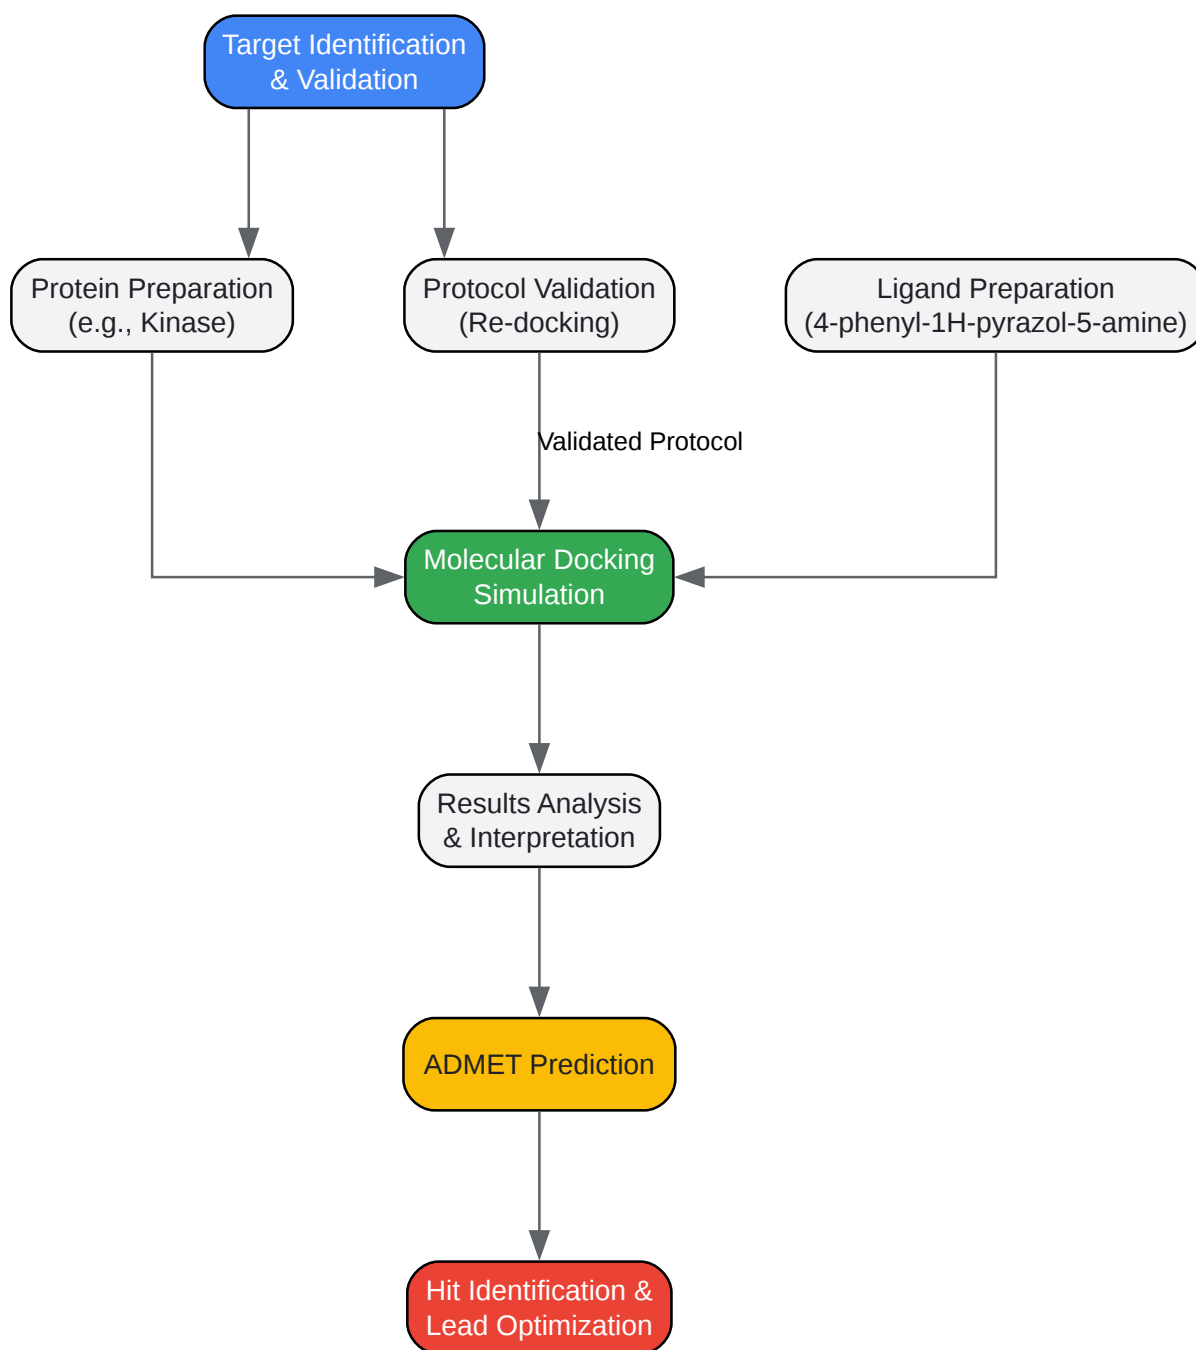 Target Identification
& Validation
Protein Preparation
(e.g., Kinase)
Protocol Validation
(Re-docking)
Ligand Preparation
(4-phenyl-1H-pyrazol-5-amine)
Validated Protocol
Molecular Docking
Simulation
Results Analysis
& Interpretation
ADMET Prediction
Hit Identification &
Lead Optimization